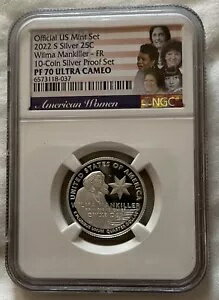 Official US Mint Set
2022 S Silver 25C
Wilma Mankiller - FR
10-Coin Silver Proof Set
PF 70 ULTRA CAMEO
6573118-037
American Women
NGC
UNITED STATES OF AMERICA
MANKILLER
QUARTER